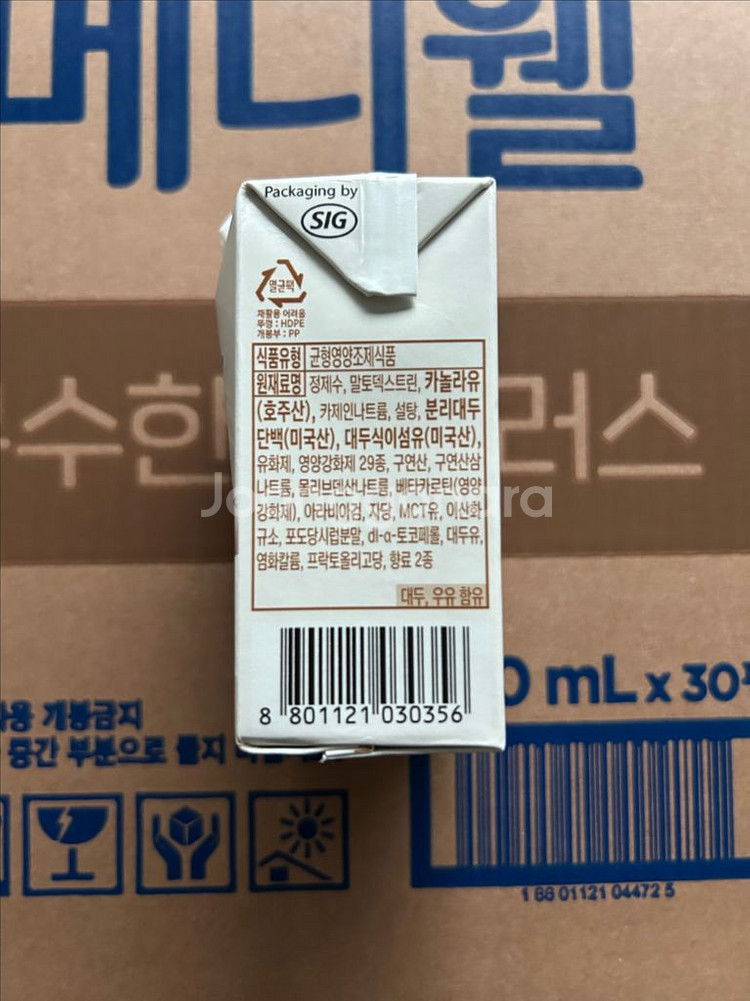 메디웰
Packaging by
SIG
멸균팩
재활용 어려움
뚜껑 : HDPE
개봉부 : PP
식품유형 균형영양조제식품
원재료명 정제수, 말토덱스트린, 카놀라유
(호주산), 카제인나트륨, 설탕, 분리대두
단백(미국산), 대두식이섬유(미국산),
유화제, 영양강화제 29종, 구연산, 구연산삼
나트륨, 몰리브덴산나트륨, 베타카로틴(영양
강화제), 아라비아검, 자당, MCT유, 이산화
규소, 포도당시럽분말, dl-α-토코페롤, 대두유,
염화칼륨, 프락토올리고당, 향료 2종
대두, 우유 함유
수한
러스
8 801121 030356
0 mL x 30
용 개봉금지
중간 부분으로 뜯지
1 88 01121 04472 5